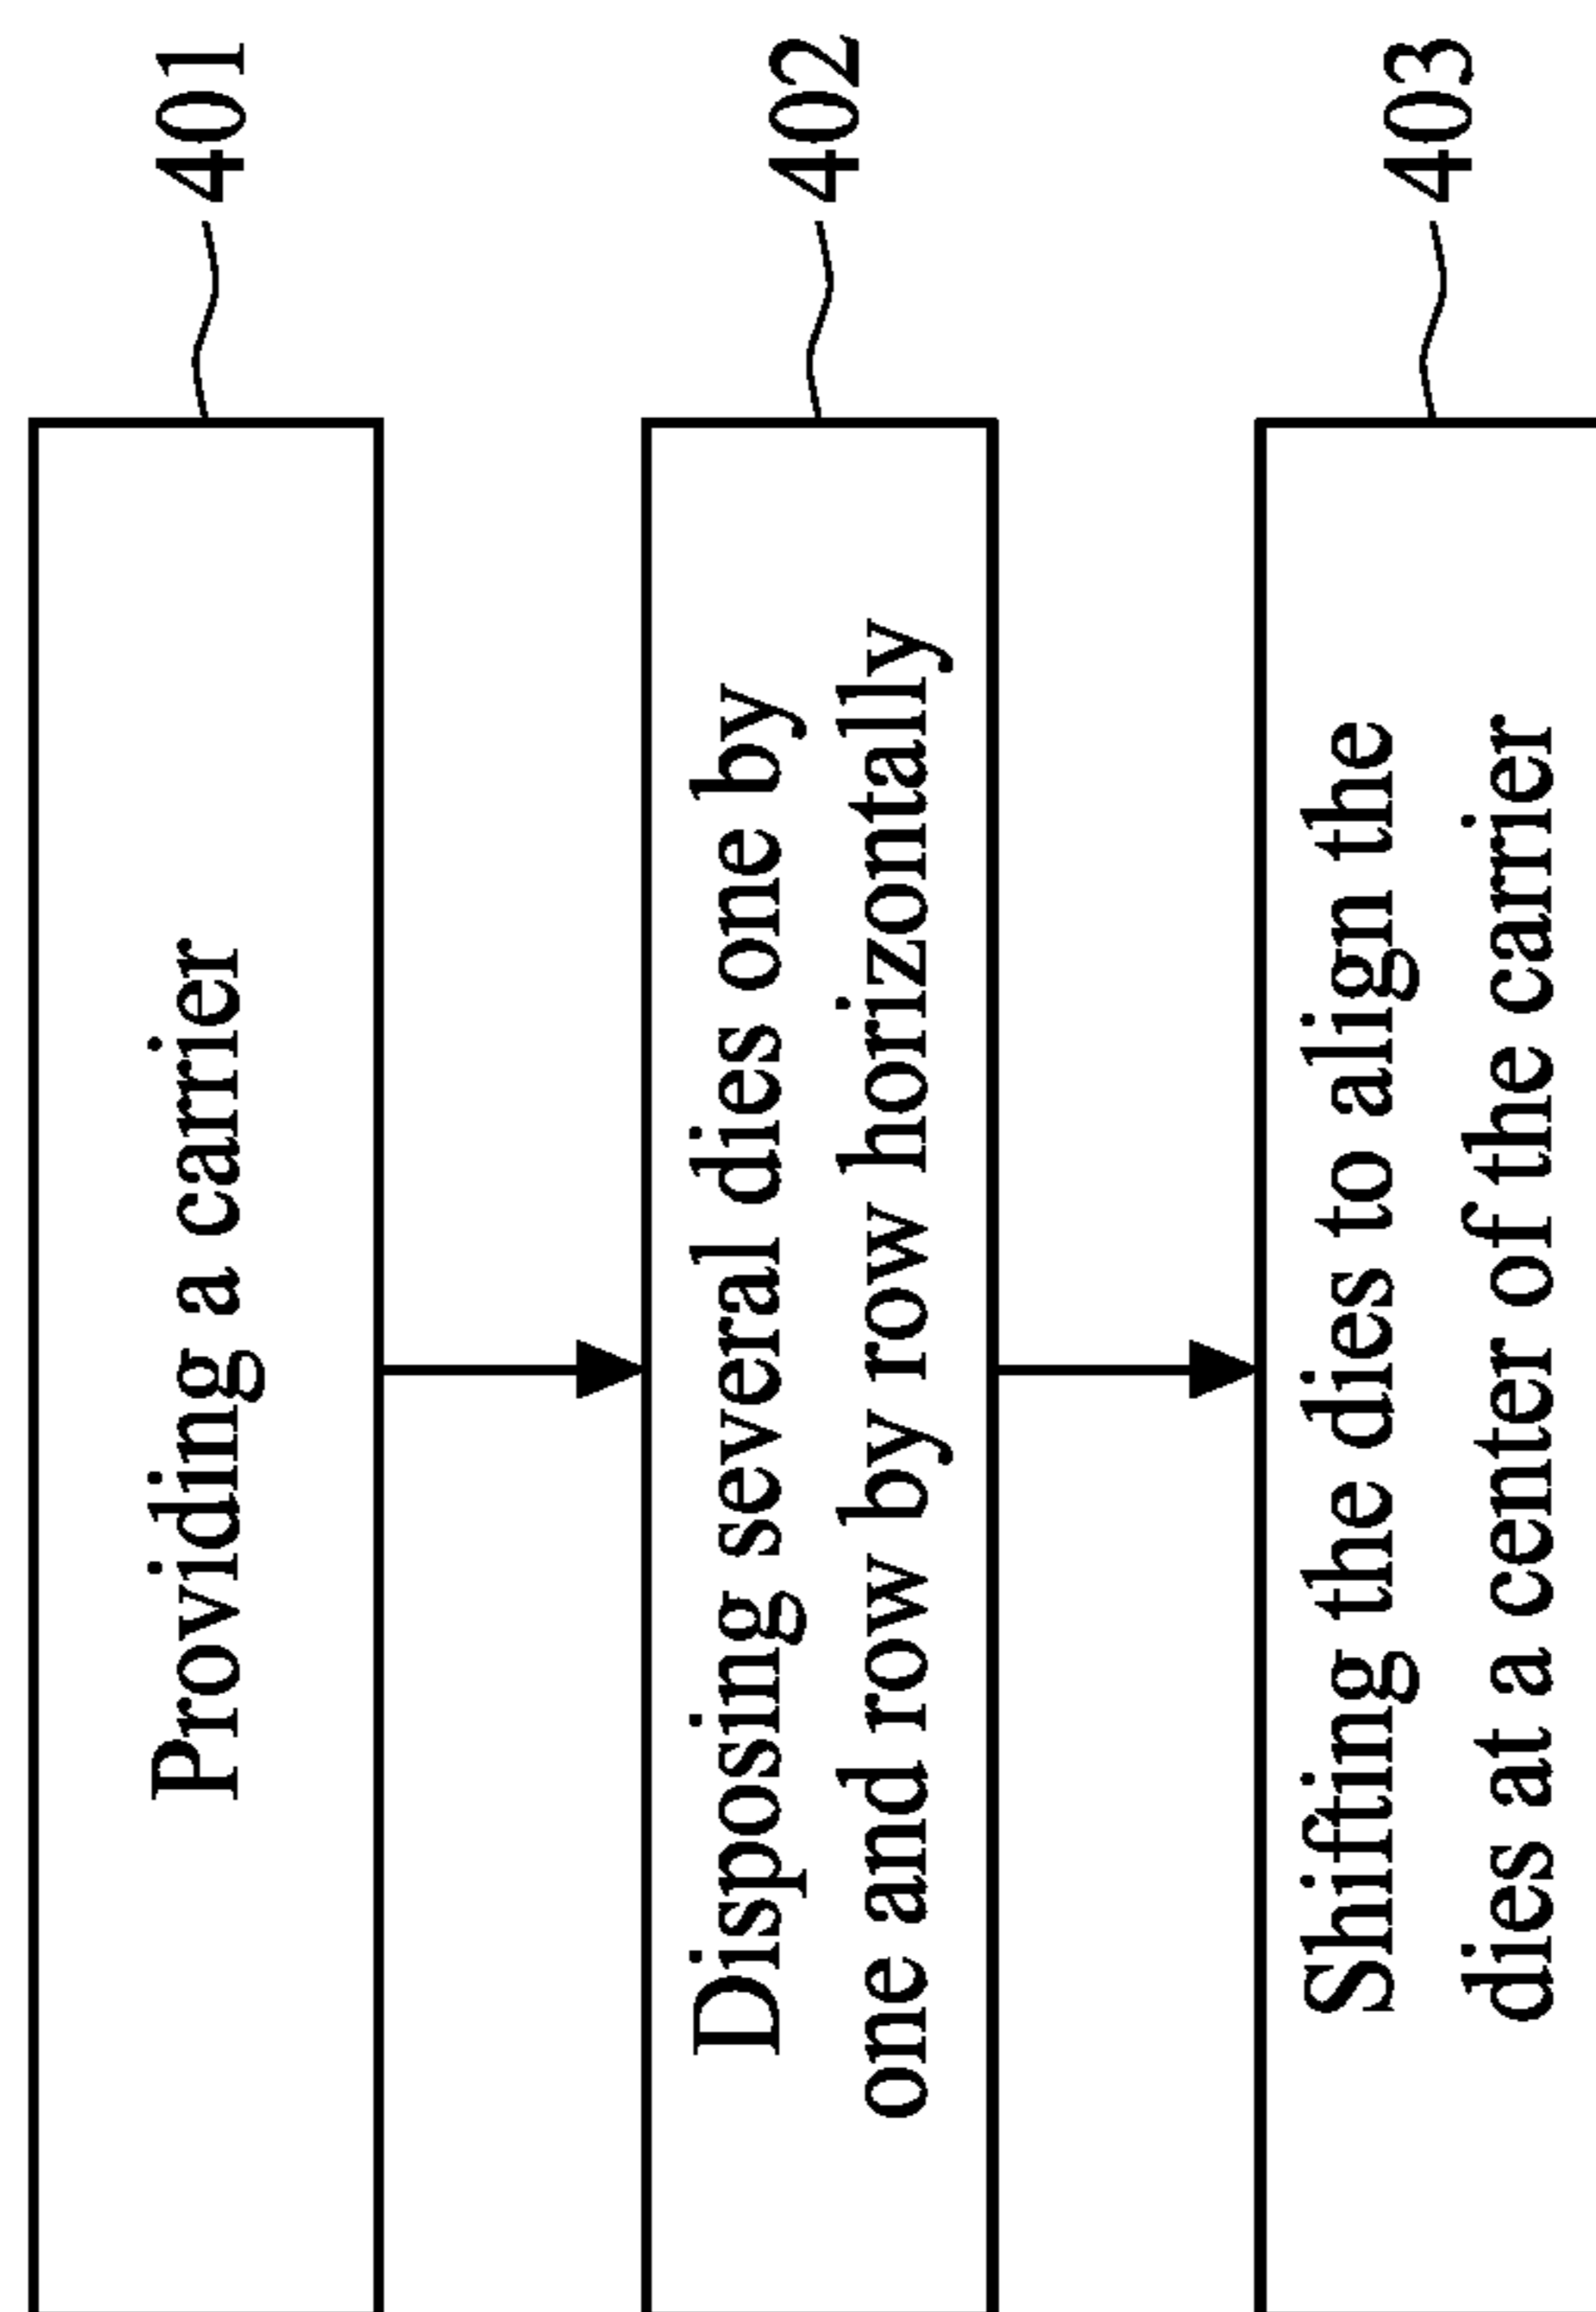 Providing a carrier
401
Disposing several dies one by
one and row by row horizontally
402
Shifting the dies to align the
dies at a center of the carrier
403